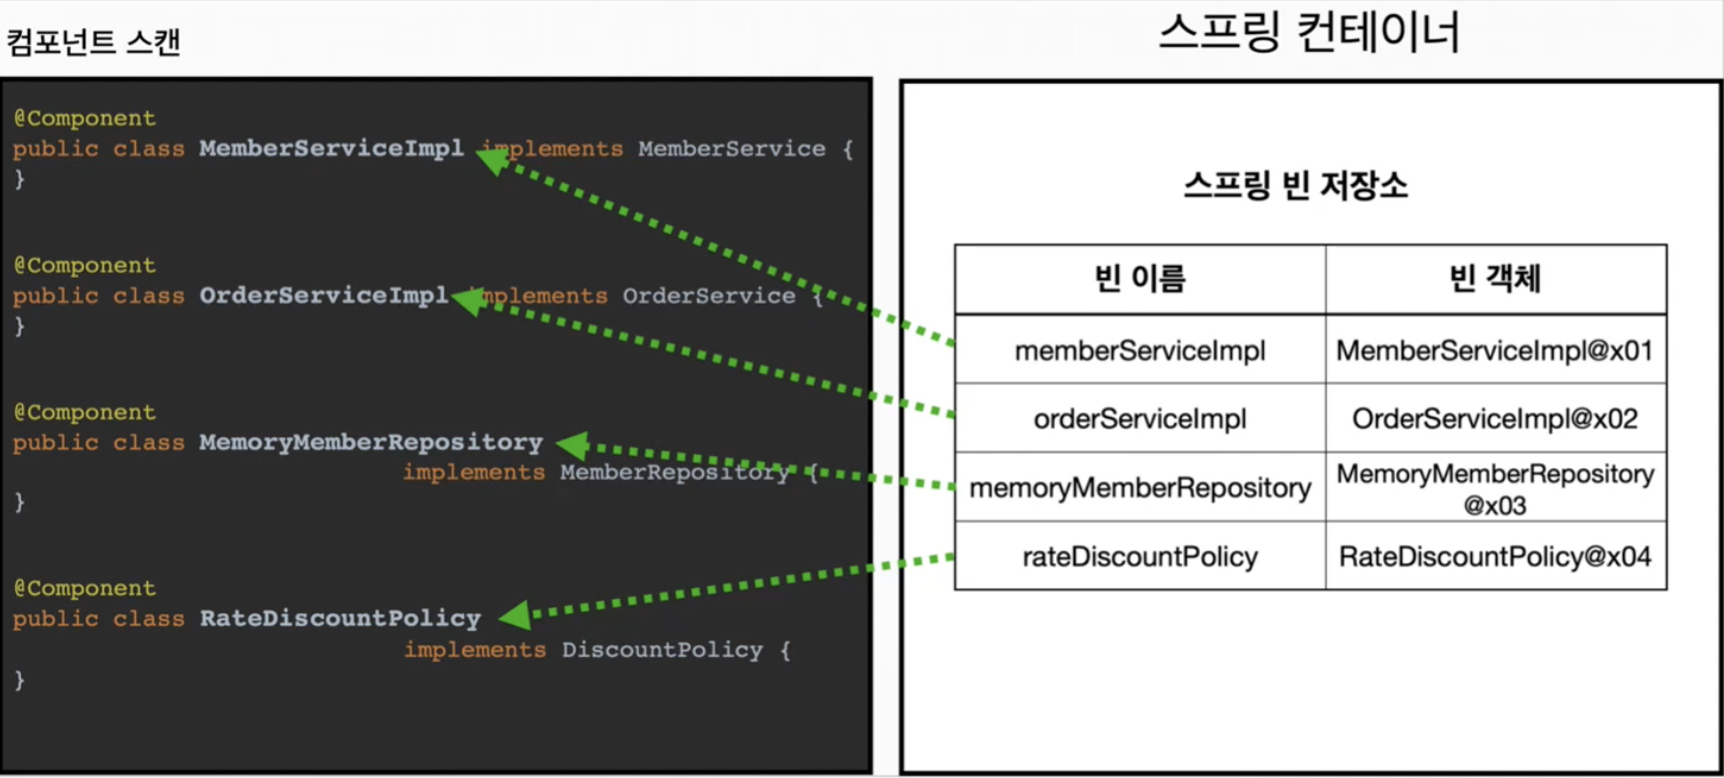 컴포넌트 스캔
@Component
public class MemberServiceImpl implements MemberService {
}
@Component
public class OrderServiceImpl implements OrderService {
}
@Component
public class MemoryMemberRepository
implements MemberRepository {
}
@Component
public class RateDiscountPolicy
implements DiscountPolicy {
}
스프링 컨테이너
스프링 빈 저장소
빈 이름 빈 객체
memberServiceImpl MemberServiceImpl@x01
orderServiceImpl OrderServiceImpl@x02
memoryMemberRepository MemoryMemberRepository
@x03
rateDiscountPolicy RateDiscountPolicy@x04